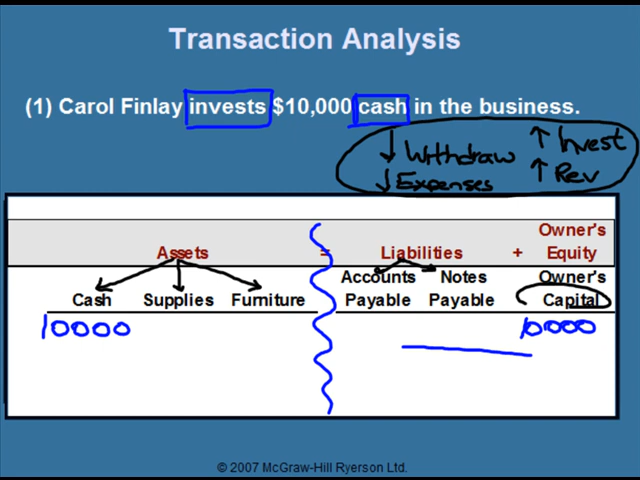 Transaction Analysis
(1) Carol Finlay invests $10,000 cash in the business.
↓ Withdraw ↑ Invest
↓ Expenses ↑ Rev
Owner's
Assets = Liabilities + Equity
Accounts Notes Owner's
Cash Supplies Furniture Payable Payable Capital
10000 10000
© 2007 McGraw-Hill Ryerson Ltd.